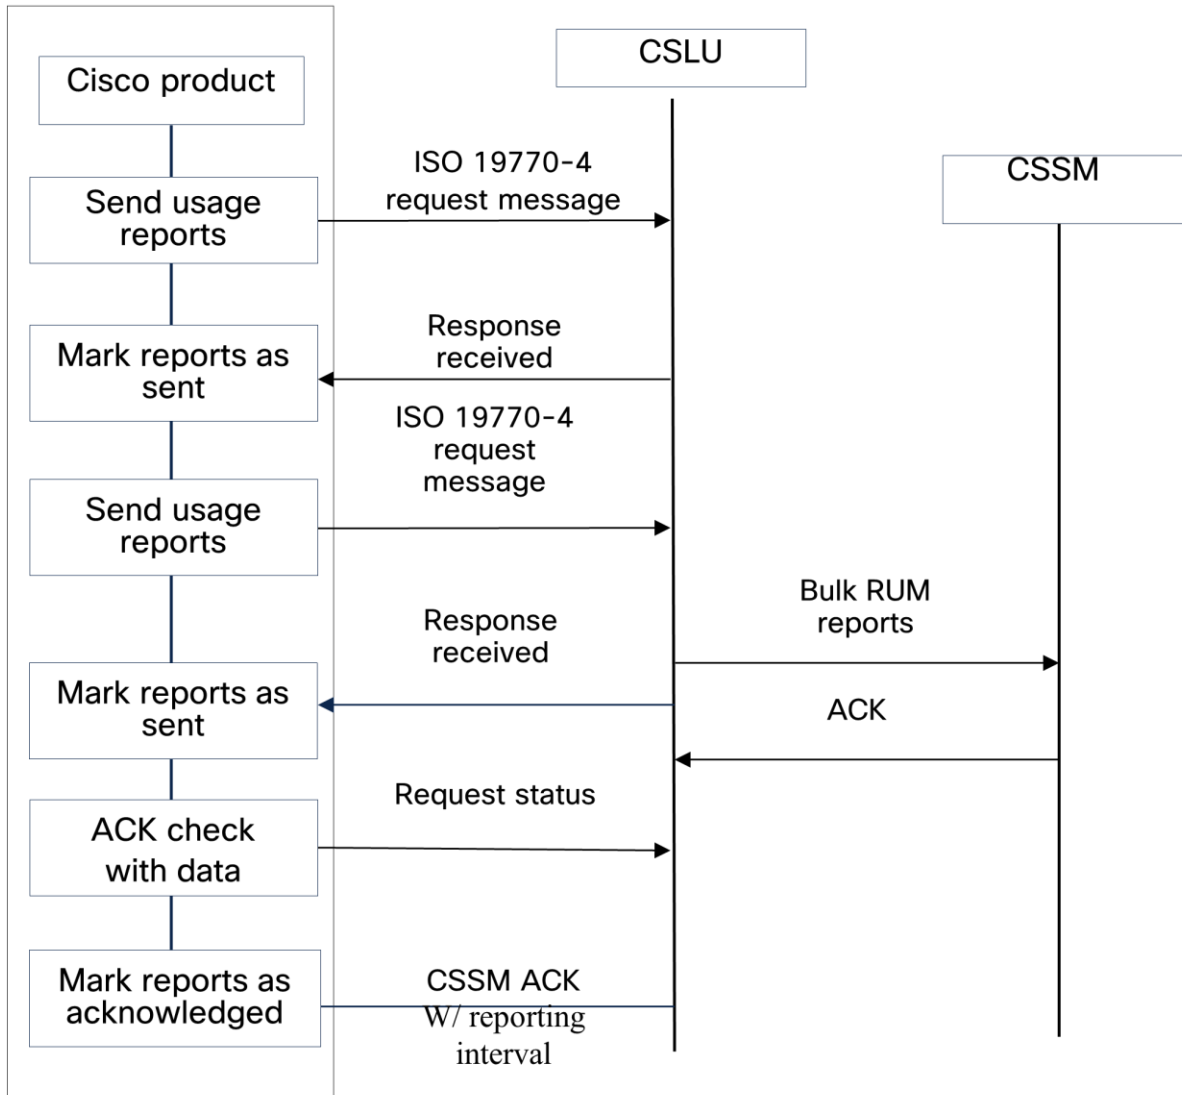 CSLU
Cisco product
ISO 19770-4
request message
CSSM
Send usage
reports
Response
received
Mark reports as
sent
ISO 19770-4
request
message
Send usage
reports
Bulk RUM
reports
Response
received
Mark reports as
sent
ACK
Request status
ACK check
with data
Mark reports as
acknowledged
CSSM ACK
W/ reporting
interval